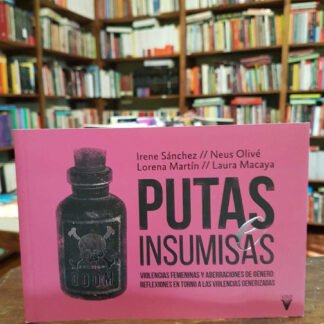 Irene Sánchez // Neus Olivé
Lorena Martín // Laura Macaya
PUTAS
e
INSUMISAS
VIOLENCIAS FEMENINAS Y ABERRACIONES DE GÉNERO:
REFLEXIONES EN TORNO A LAS VIOLENCIAS GENERIZADAS
DOOM